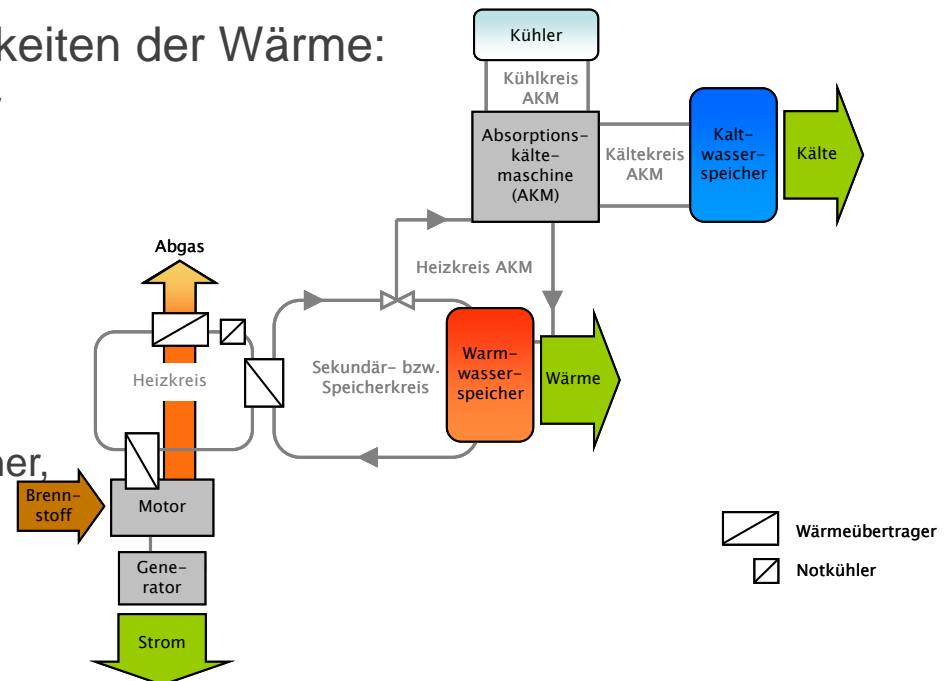 keiten der Wärme:
Kühler
Kühlkreis
AKM
Absorptions-
kälte-
maschine
(AKM)
Kältekreis
AKM
Kalt-
wasser-
speicher
Kälte
Abgas
Heizkreis AKM
Heizkreis
Sekundär- bzw.
Speicherkreis
Warm-
wasser-
speicher
Wärme
her,
Brenn-
stoff
Motor
Gene-
rator
Strom
Wärmeübertrager
Notkühler